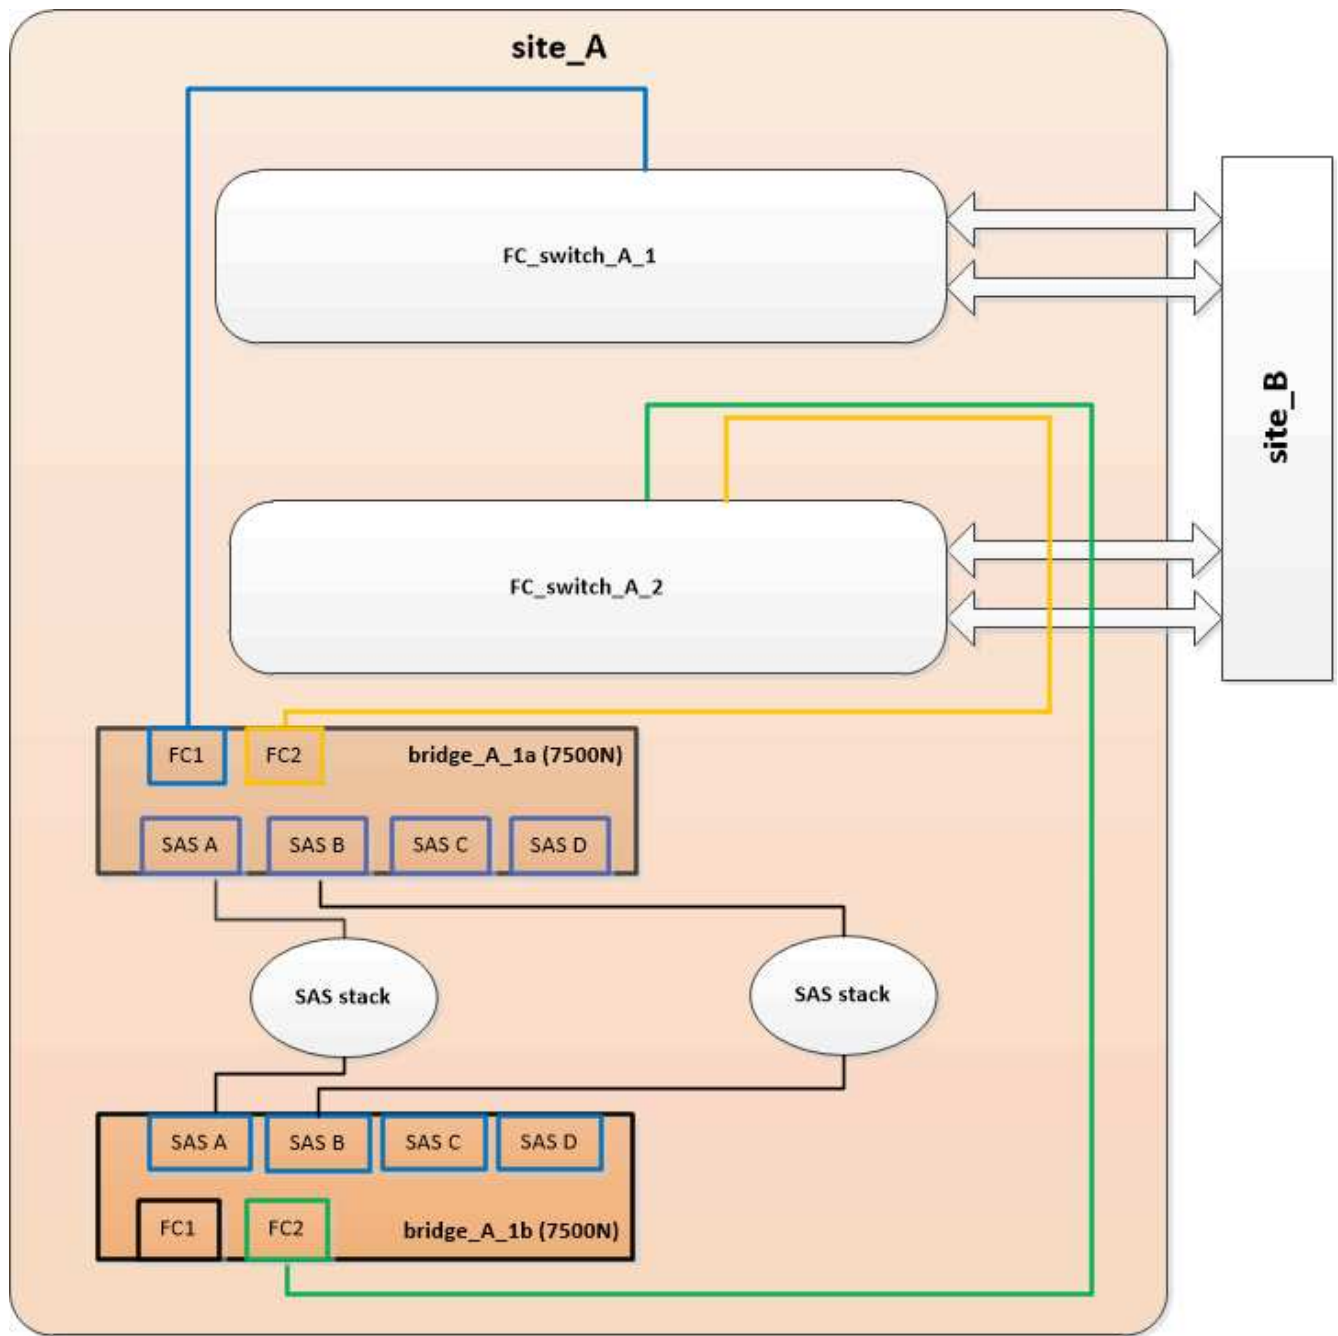 site_A
FC_switch_A_1
site_B
FC_switch_A_2
FC1
FC2
bridge_A_1a (7500N)
SAS A
SAS B
SAS C
SAS D
SAS stack
SAS stack
SAS A
SAS B
SAS C
SAS D
FC1
FC2
bridge_A_1b (7500N)